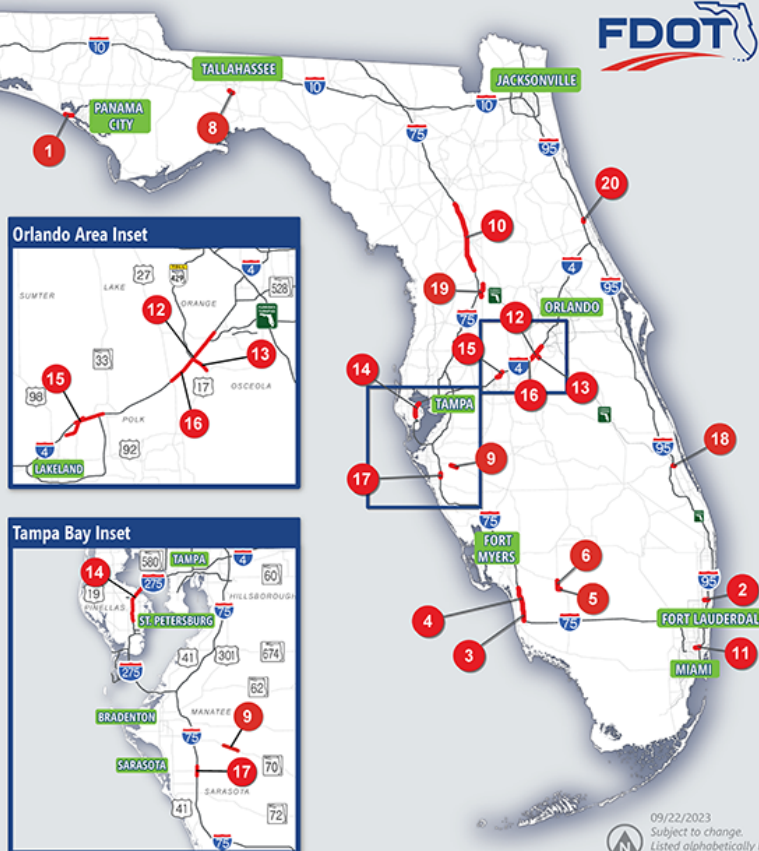 FDOT
10
TALLAHASSEE
10
JACKSONVILLE
10
PANAMA
CITY
75
95
1
8
20
10
4
95
19
ORLANDO
75
12
15
4
14
TAMPA
16
13
9
17
95
18
75
FORT
MYERS
6
5
95
2
4
75
FORT LAUDERDAL
3
11
MIAMI
Orlando Area Inset
27
TOLL
429
4
528
SUMTER
LAKE
ORANGE
12
33
13
15
17
OSCEOLA
98
16
POLK
4
92
LAKELAND
Tampa Bay Inset
580
TAMPA
4
14
275
60
19
PINELLAS
HILLSBOROUGH
75
ST. PETERSBURG
41
301
674
275
62
MANATEE
BRADENTON
9
75
SARASOTA
70
17
SARASOTA
41
72
75
09/22/2023
Subject to change.
Listed alphabetically
N